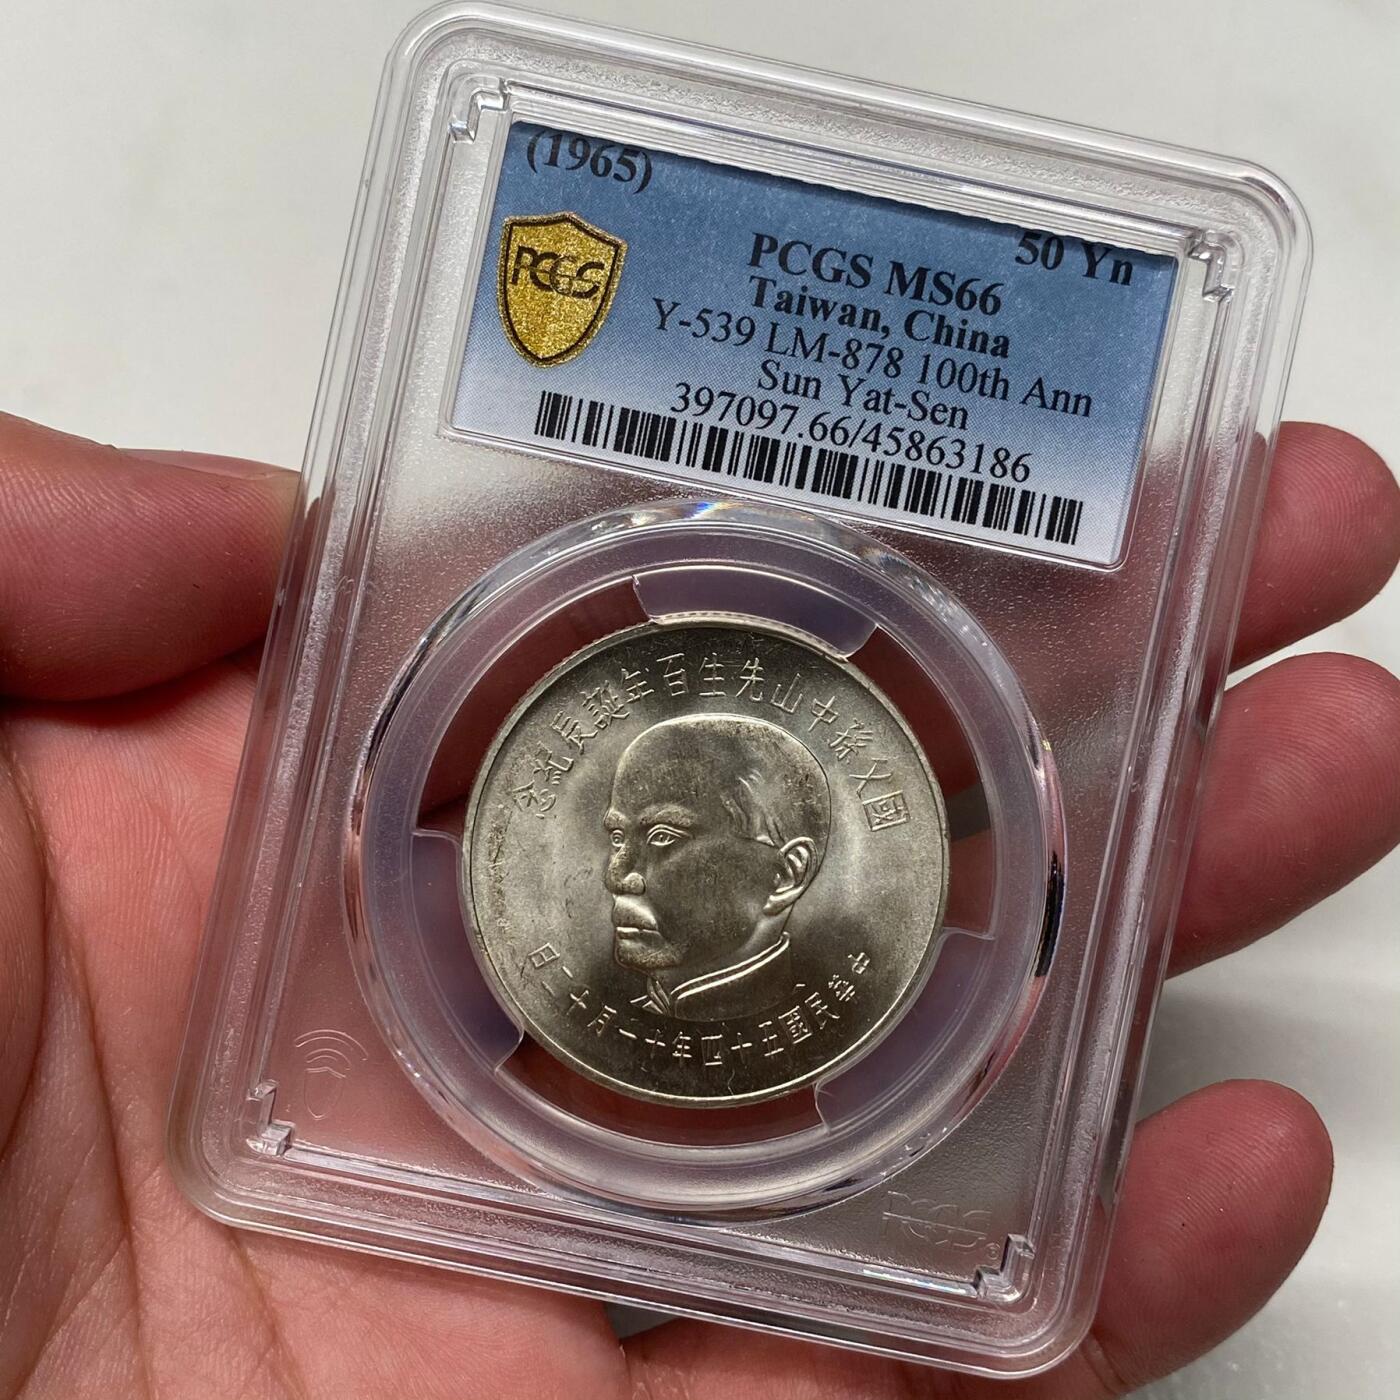 (1965)
50 Yn
PCGS
PCGS MS66
Taiwan, China
Y-539 LM-878 100th Ann
Sun Yat-Sen
397097.66/45863186
國父孫中山先生百年誕辰紀念
中華民國五十四年十一月十二日
PCGS®